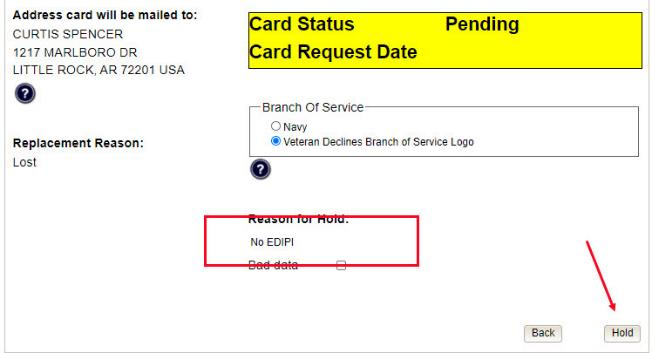 Address card will be mailed to:
CURTIS SPENCER
1217 MARLBORO DR
LITTLE ROCK, AR 72201 USA
?
Replacement Reason:
Lost
Card Status Pending
Card Request Date
Branch Of Service
Navy
Veteran Declines Branch of Service Logo
?
Reason for Hold:
No EDIPI
Bad data
Back Hold